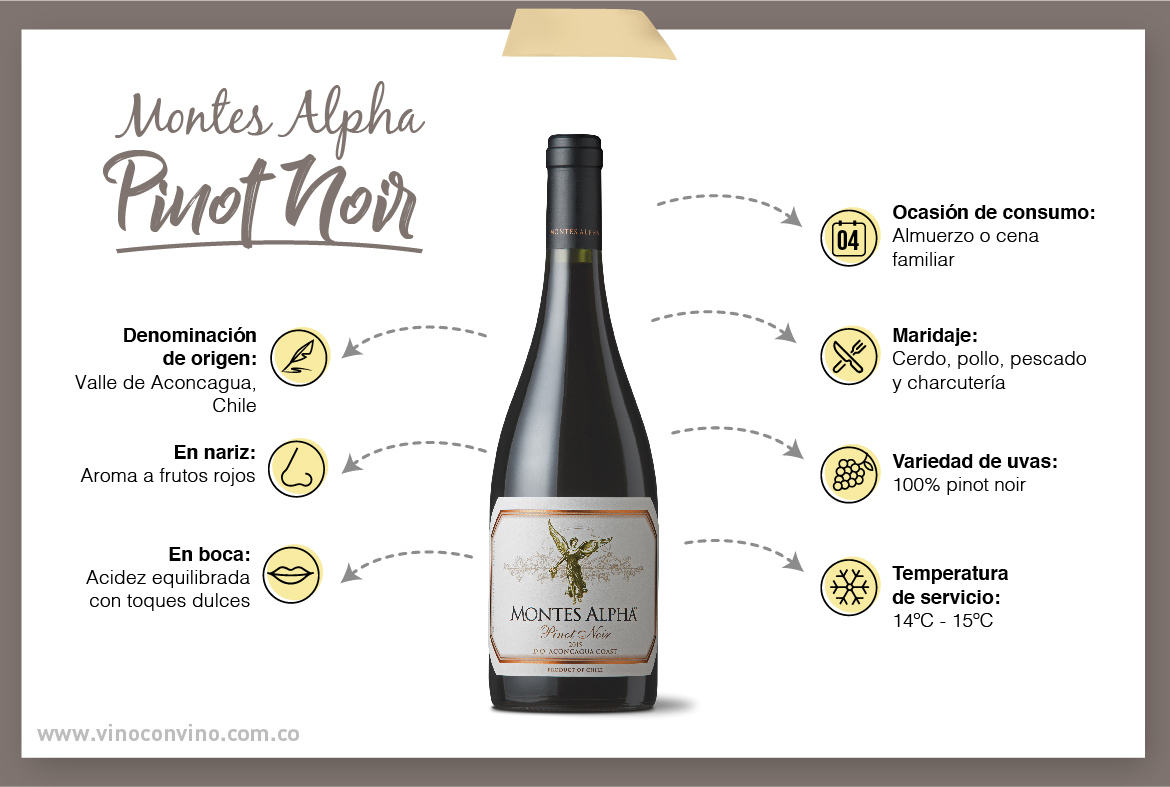 Montes Alpha
Pinot Noir
Denominación
de origen:
Valle de Aconcagua,
Chile
En nariz:
Aroma a frutos rojos
En boca:
Acidez equilibrada
con toques dulces
MONTES ALPHA
MONTES ALPHA
Pinot Noir
2015
D.O. ACONCAGUA COAST
PRODUCT OF CHILE
04
Ocasión de consumo:
Almuerzo o cena
familiar
Maridaje:
Cerdo, pollo, pescado
y charcutería
Variedad de uvas:
100% pinot noir
Temperatura
de servicio:
14ºC - 15ºC
www.vinoconvino.com.co